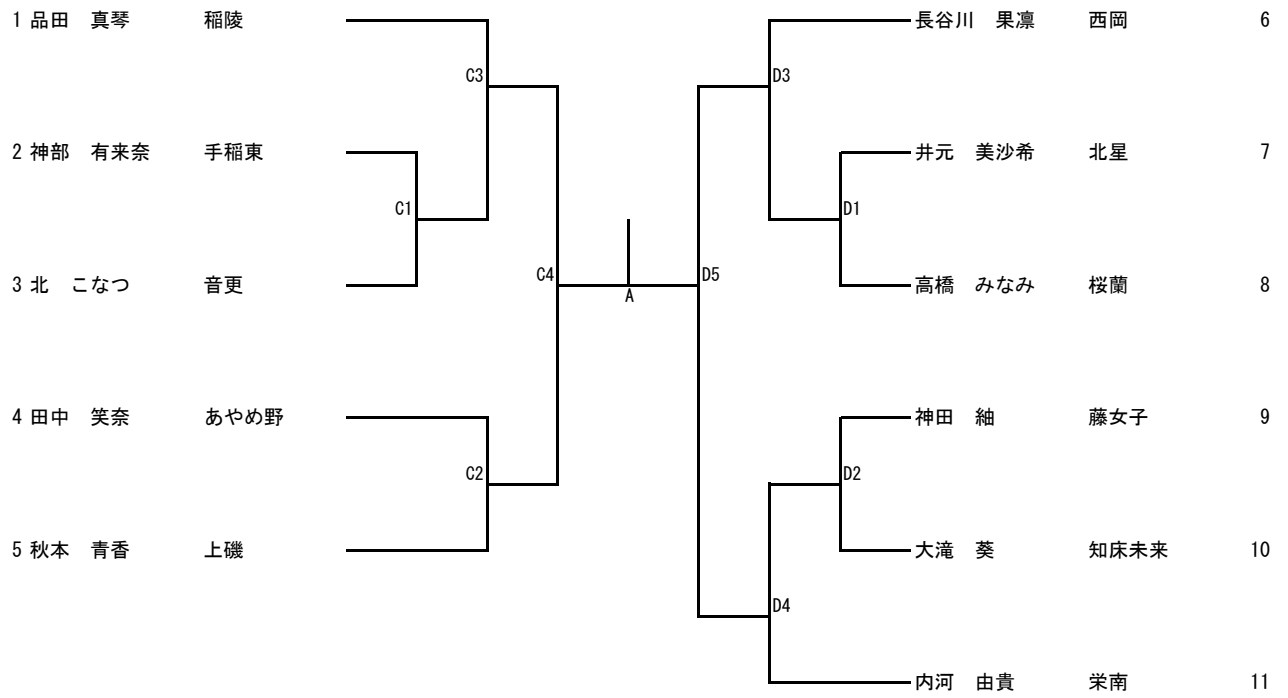 1 品田　真琴 稲陵
長谷川　果凛 西岡 6
C3
D3
2 神部　有来奈 手稲東
井元　美沙希 北星 7
C1
D1
3 北　こなつ 音更
C4
A
D5
高橋　みなみ 桜蘭 8
4 田中　笑奈 あやめ野
神田　紬 藤女子 9
C2
D2
5 秋本　青香 上磯
大滝　葵 知床未来 10
D4
内河　由貴 栄南 11